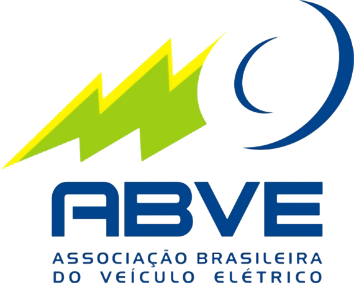 ABVE
ASSOCIAÇÃO BRASILEIRA
DO VEÍCULO ELÉTRICO